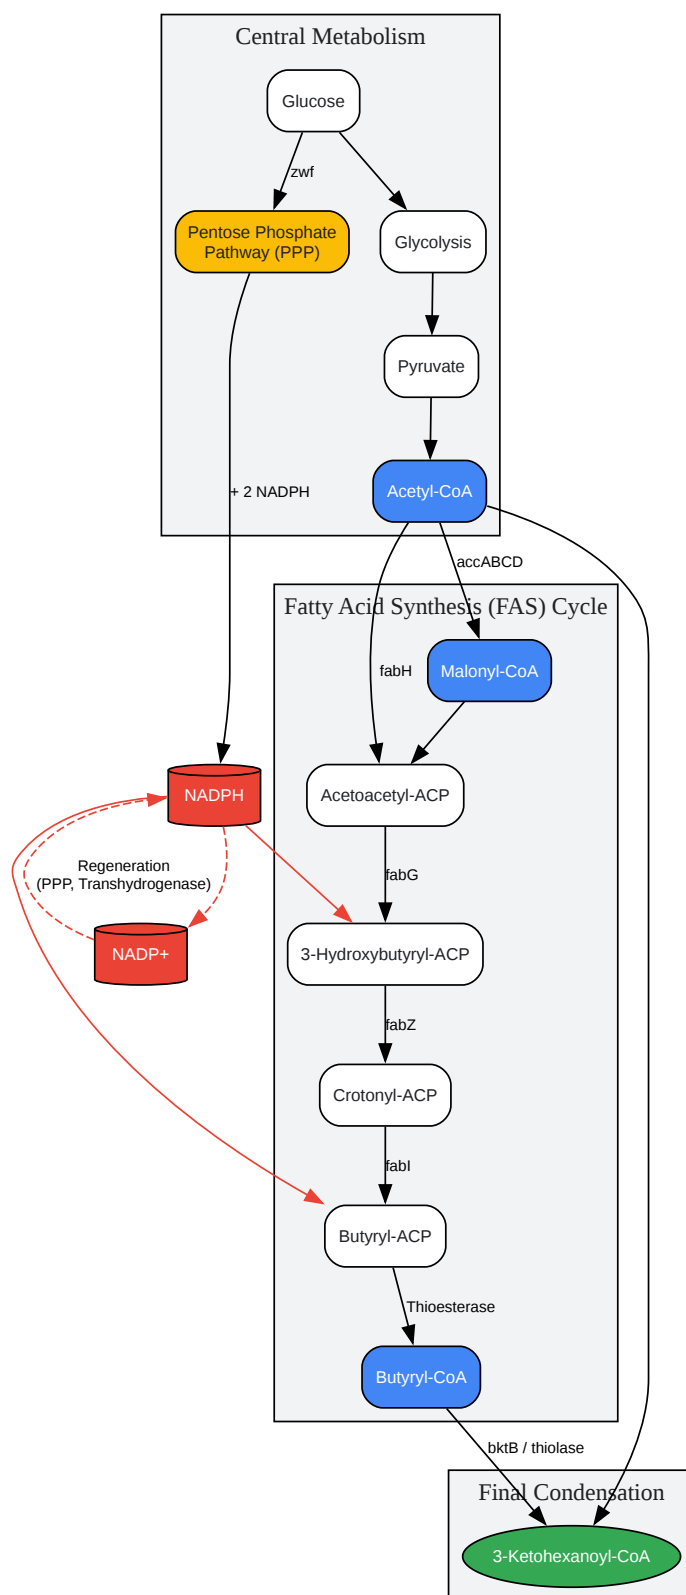 Central Metabolism
Glucose
zwf
Pentose Phosphate
Pathway (PPP)
Glycolysis
Pyruvate
Acetyl-CoA
+ 2 NADPH
accABCD
Fatty Acid Synthesis (FAS) Cycle
fabH
Malonyl-CoA
NADPH
Acetoacetyl-ACP
Regeneration
(PPP, Transhydrogenase)
fabG
NADP+
3-Hydroxybutyryl-ACP
fabZ
Crotonyl-ACP
fabI
Butyryl-ACP
Thioesterase
Butyryl-CoA
bktB / thiolase
Final Condensation
3-Ketohexanoyl-CoA